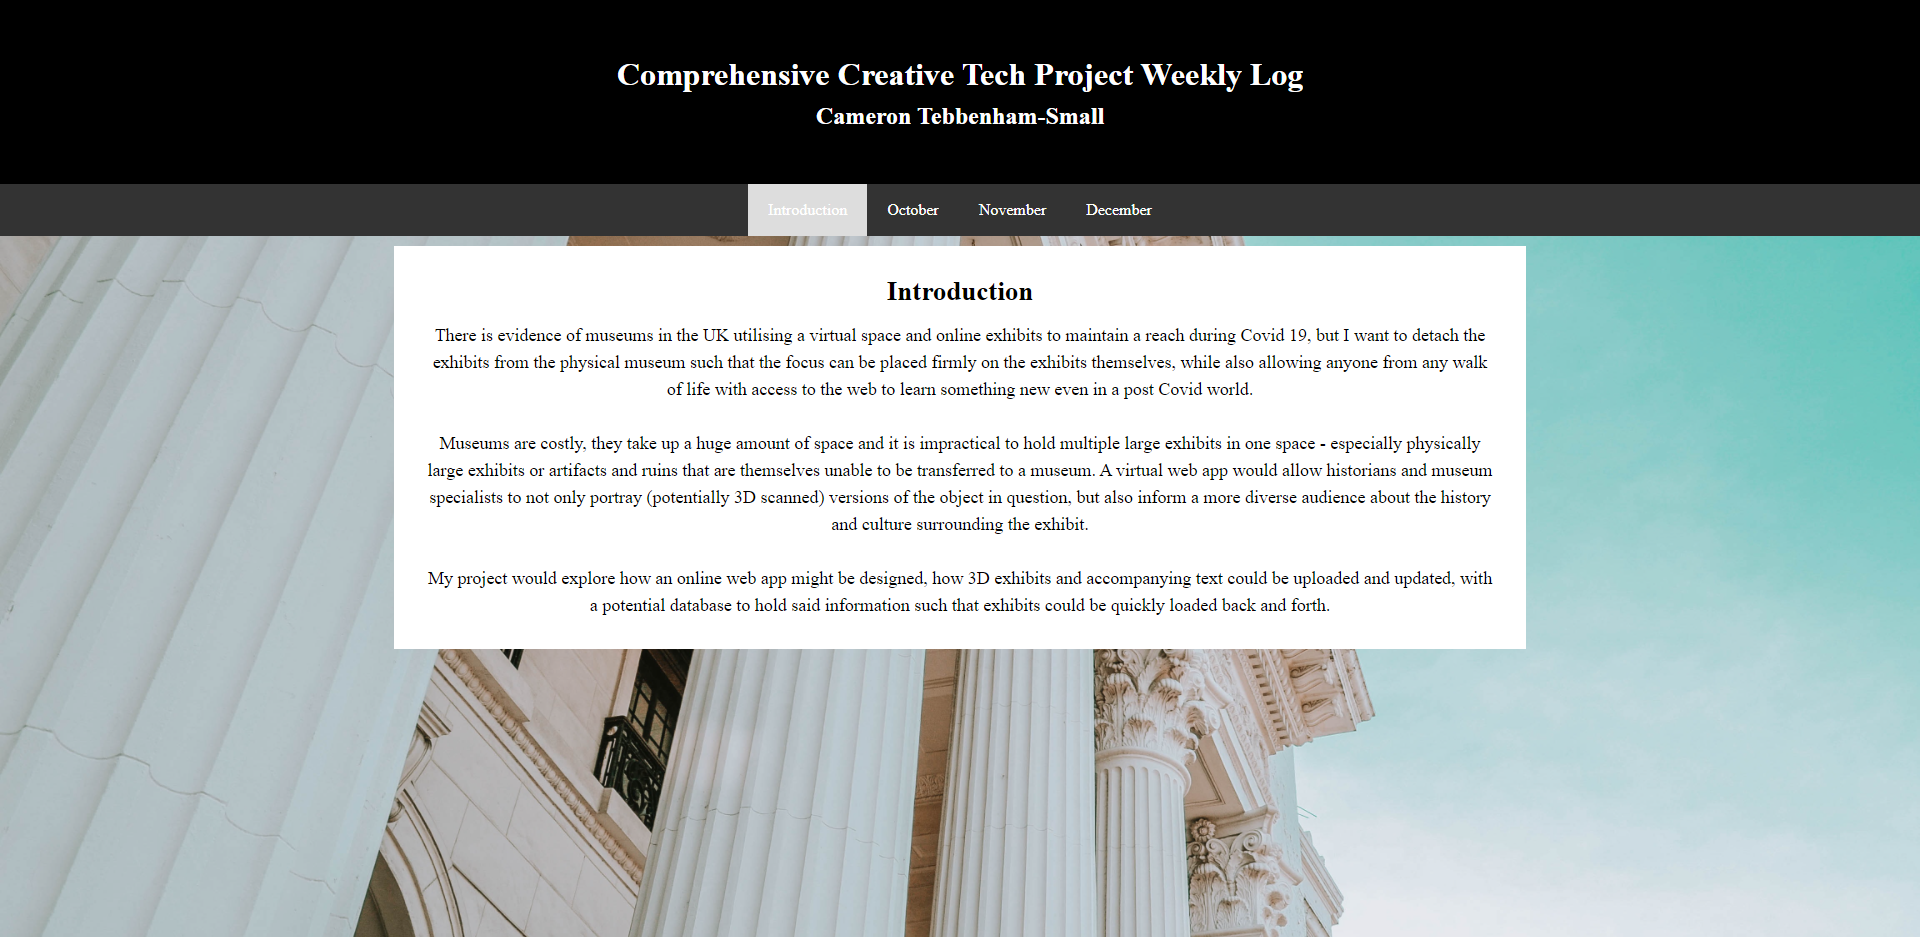 Comprehensive Creative Tech Project Weekly Log
Cameron Tebbenham-Small
Introduction October November December
Introduction
There is evidence of museums in the UK utilising a virtual space and online exhibits to maintain a reach during Covid 19, but I want to detach the
exhibits from the physical museum such that the focus can be placed firmly on the exhibits themselves, while also allowing anyone from any walk
of life with access to the web to learn something new even in a post Covid world.
Museums are costly, they take up a huge amount of space and it is impractical to hold multiple large exhibits in one space - especially physically
large exhibits or artifacts and ruins that are themselves unable to be transferred to a museum. A virtual web app would allow historians and museum
specialists to not only portray (potentially 3D scanned) versions of the object in question, but also inform a more diverse audience about the history
and culture surrounding the exhibit.
My project would explore how an online web app might be designed, how 3D exhibits and accompanying text could be uploaded and updated, with
a potential database to hold said information such that exhibits could be quickly loaded back and forth.